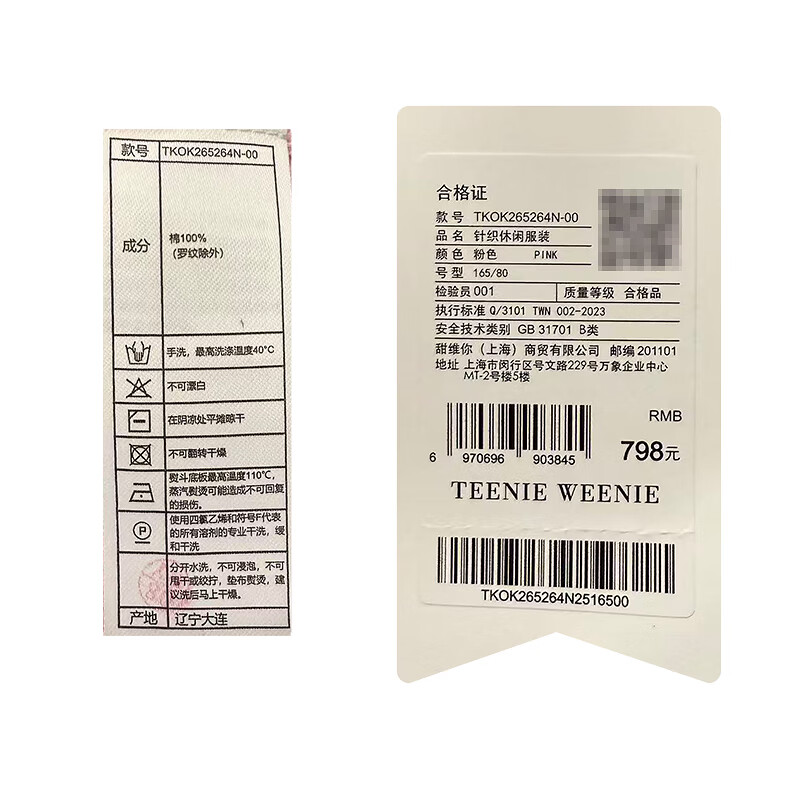 款号 TKOK265264N-00
成分 棉100%
（罗纹除外）
手洗，最高洗涤温度40°C
不可漂白
在阴凉处平摊晾干
不可翻转干燥
熨斗底板最高温度110°C，
蒸汽熨烫可能造成不可回复
的损伤。
使用四氯乙烯和符号F代表
的所有溶剂的专业干洗，缓
和干洗
P
分开水洗，不可浸泡，不可
甩干或绞拧，垫布熨烫，建
议洗后马上干燥。
产地 辽宁大连
合格证
款号 TKOK265264N-00
品名 针织休闲服装
颜色 粉色 PINK
号型 165/80
检验员001 质量等级 合格品
执行标准 Q/3101 TWN 002-2023
安全技术类别 GB 31701 B类
甜维你（上海）商贸有限公司 邮编 201101
地址 上海市闵行区号文路229号万象企业中心
MT-2号楼5楼
RMB
798元
6 970696 903845
TEENIE WEENIE
TKOK265264N2516500